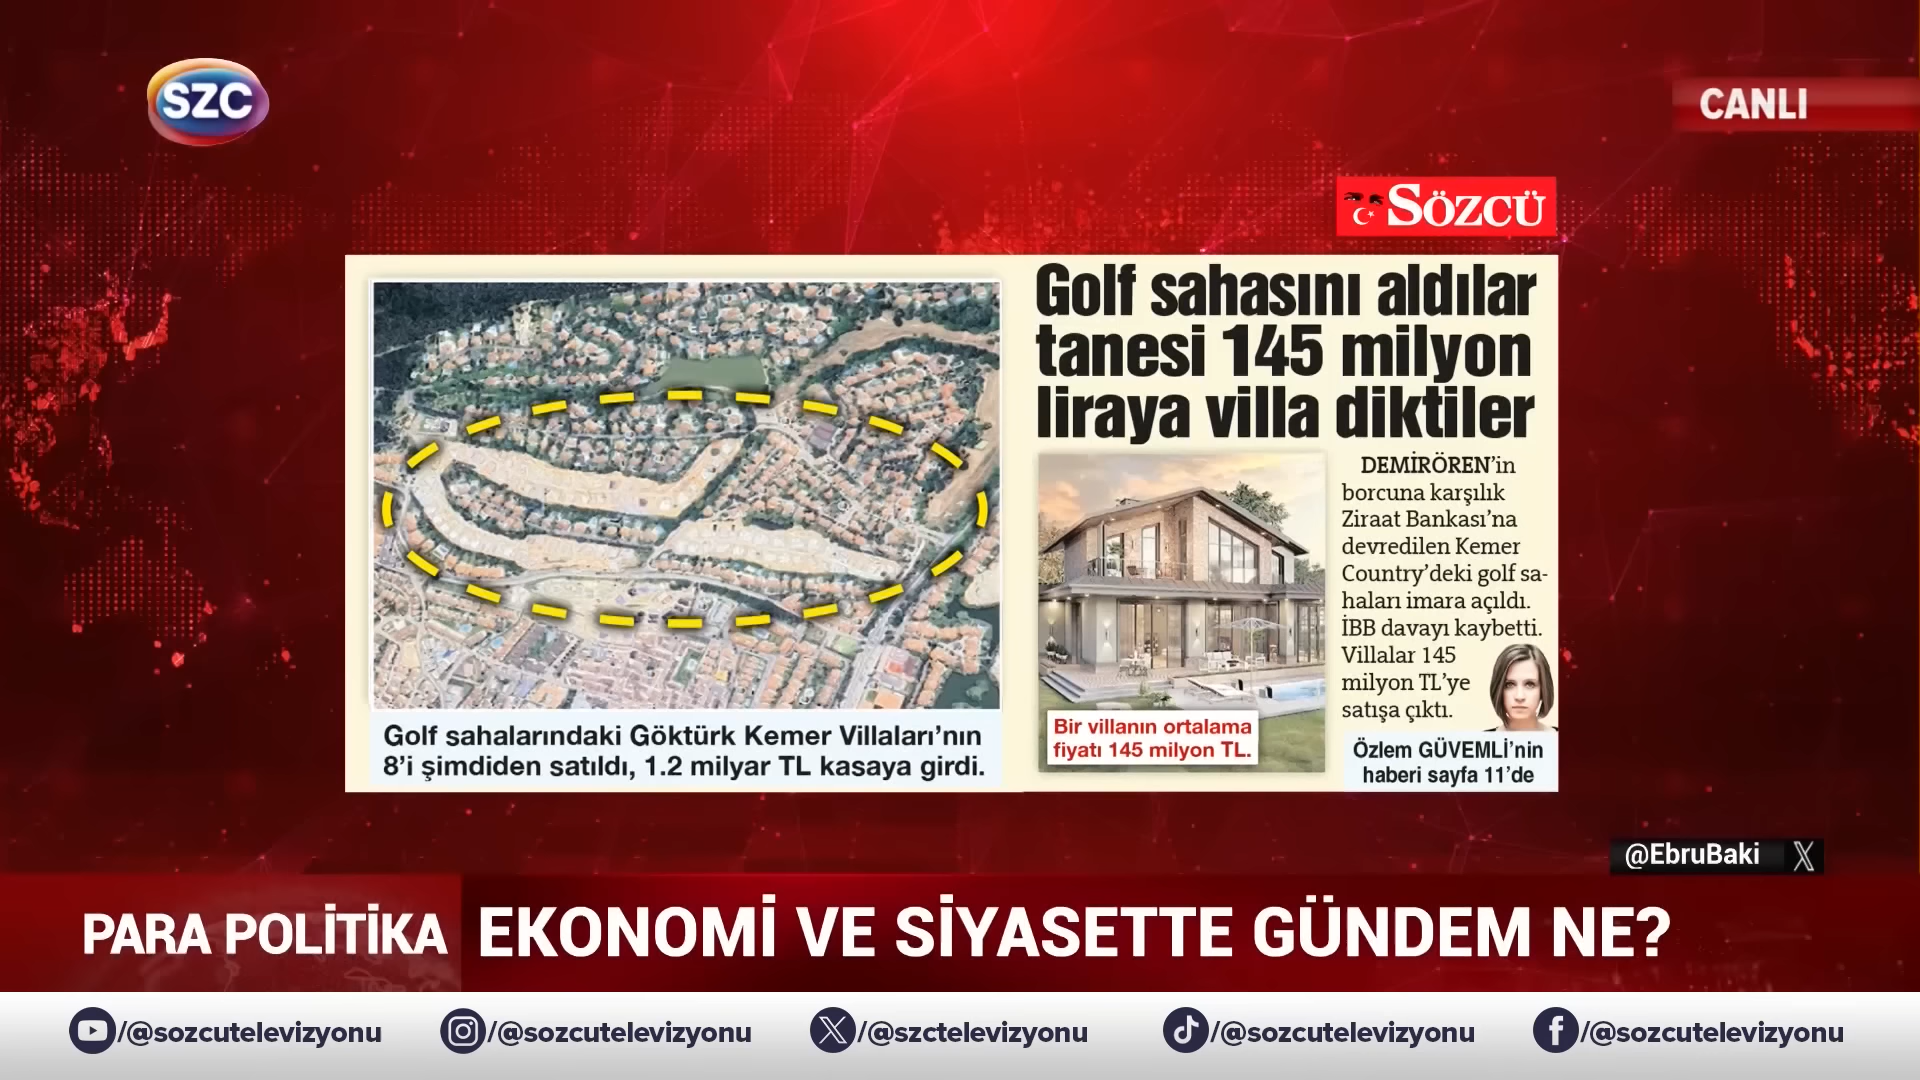 SZC
CANLI
SÖZCÜ
Golf sahasını aldılar
tanesi 145 milyon
liraya villa diktiler
DEMİRÖREN'in
borcuna karşılık
Ziraat Bankası'na
devredilen Kemer
Country'deki golf sa-
haları imara açıldı.
İBB davayı kaybetti.
Villalar 145
milyon TL'ye
satışa çıktı.
Bir villanın ortalama
fiyatı 145 milyon TL.
Özlem GÜVEMLİ'nin
haberi sayfa 11'de
Golf sahalarındaki Göktürk Kemer Villaları'nın
8'i şimdiden satıldı, 1.2 milyar TL kasaya girdi.
@EbruBaki X
PARA POLİTİKA
EKONOMİ VE SİYASETTE GÜNDEM NE?
/@sozcutelevizyonu
/@sozcutelevizyonu
/@szctelevizyonu
/@sozcutelevizyonu
/@sozcutelevizyonu